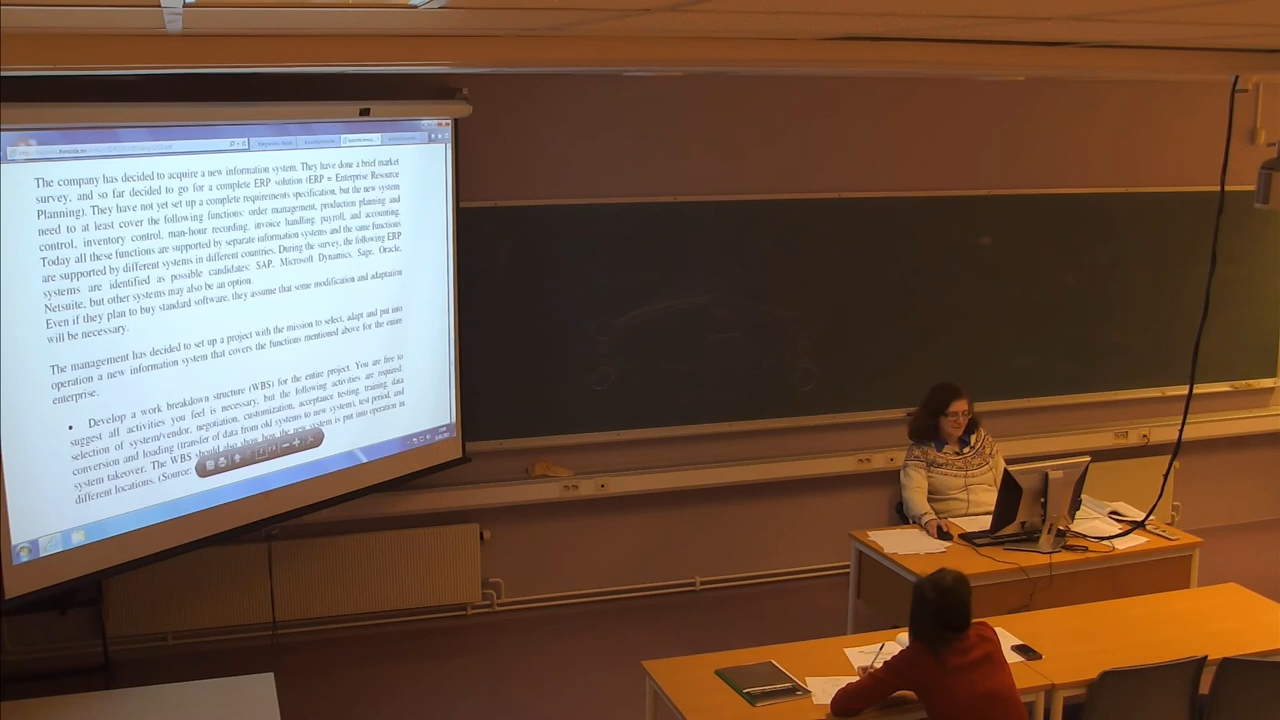 The company has decided to acquire a new information system. They have done a brief market
survey, and so far decided to go for a complete ERP solution (ERP = Enterprise Resource
Planning). They have not yet set up a complete requirements specification, but the new system
need to at least cover the following functions: order management, production planning and
control, inventory control, man-hour recording, invoice handling, payroll, and accounting.
Today all these functions are supported by separate information systems and the same functions
are supported by different systems in different countries. During the survey, the following ERP
systems are identified as possible candidates: SAP, Microsoft Dynamics, Sage, Oracle,
Netsuite, but other systems may also be an option.
Even if they plan to buy standard software, they assume that some modification and adaptation
will be necessary.
The management has decided to set up a project with the mission to select, adapt and put into
operation a new information system that covers the functions mentioned above for the entire
enterprise.
• Develop a work breakdown structure (WBS) for the entire project. You are free to
suggest all activities you feel is necessary, but the following activities are required:
selection of system/vendor, negotiation, customization, acceptance testing, training, data
conversion and loading (transfer of data from old systems to new system), test period, and
system takeover. The WBS should also show how the new system is put into operation in
different locations. (Source: